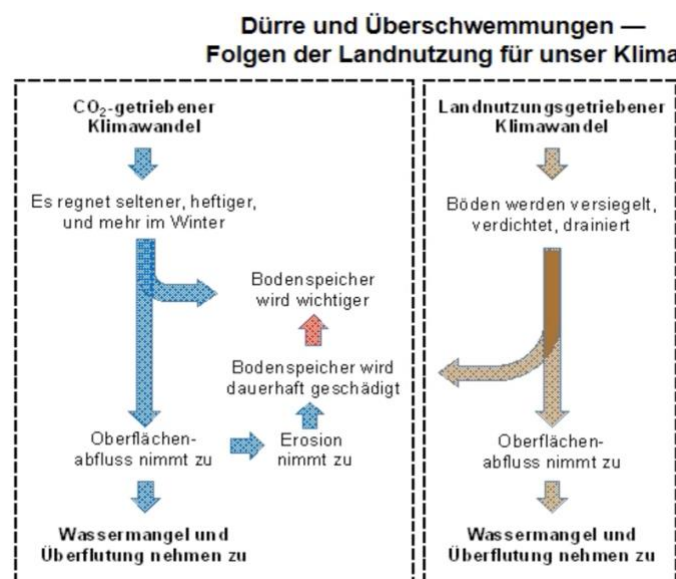 Dürre und Überschwemmungen —
Folgen der Landnutzung für unser Klima
CO₂-getriebener
Klimawandel
Es regnet seltener, heftiger,
und mehr im Winter
Bodenspeicher
wird wichtiger
Bodenspeicher wird
dauerhaft geschädigt
Oberflächen-
abfluss nimmt zu
Erosion
nimmt zu
Wassermangel und
Überflutung nehmen zu
Landnutzungsgetriebener
Klimawandel
Böden werden versiegelt,
verdichtet, drainiert
Oberflächen-
abfluss nimmt zu
Wassermangel und
Überflutung nehmen zu